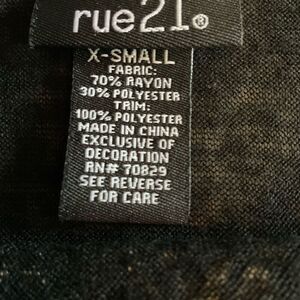 rue21®
X-SMALL
FABRIC:
70% RAYON
30% POLYESTER
TRIM:
100% POLYESTER
MADE IN CHINA
EXCLUSIVE OF
DECORATION
RN# 70829
SEE REVERSE
FOR CARE